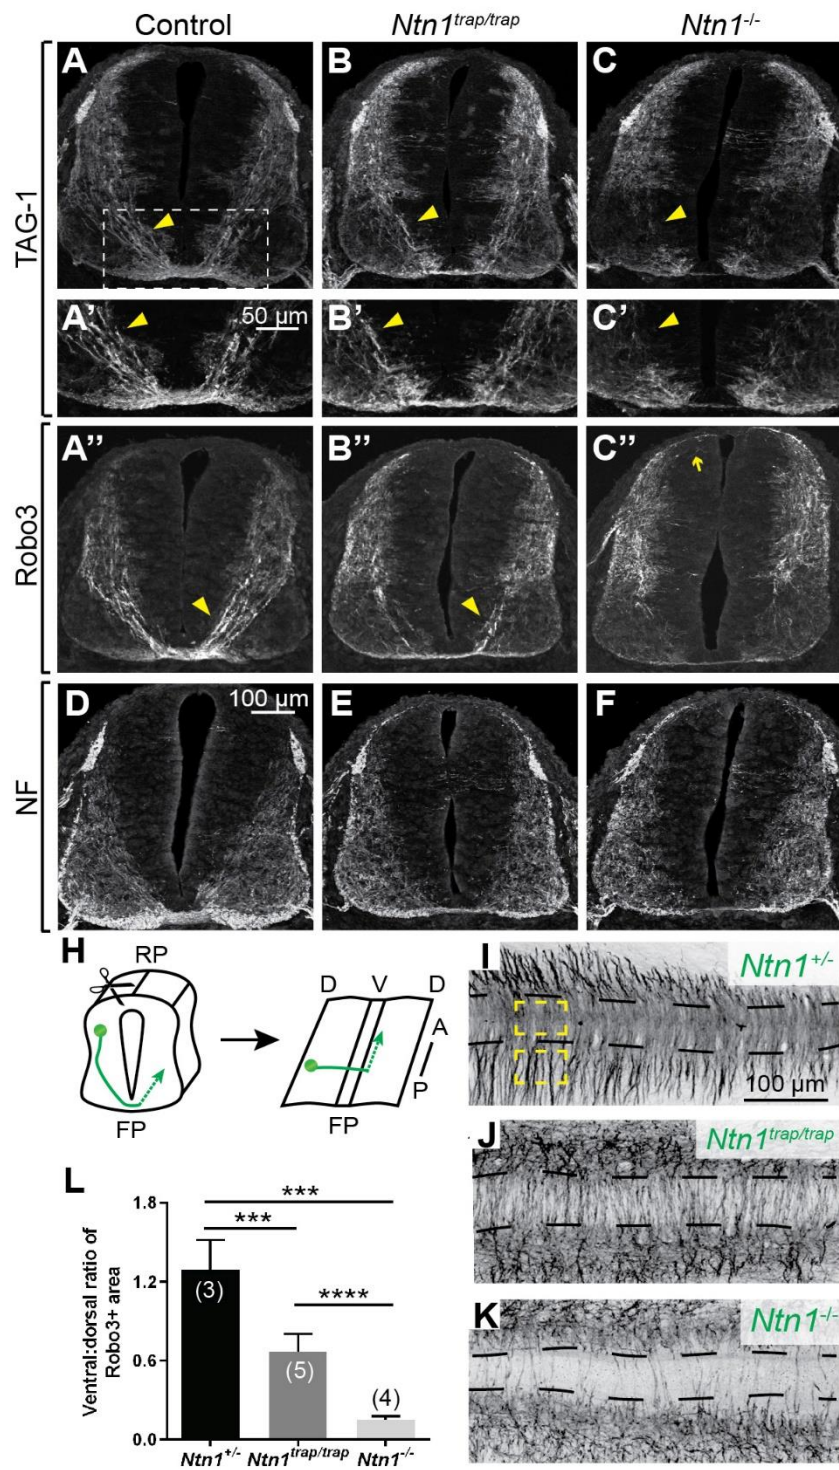 Control Ntn1trap/trap Ntn1-/-
TAG-1
A B C
A' 50 µm B' C'
Robo3
A'' B'' C''
NF
D 100 µm E F
H RP D V D
A
P
FP FP
I Ntn1+/-
100 µm
J Ntn1trap/trap
K Ntn1-/-
L
Ventral:dorsal ratio of
Robo3+ area
1.8
1.2
0.6
0.0
***
***
****
(3)
(5)
(4)
Ntn1+/- Ntn1trap/trap Ntn1-/-